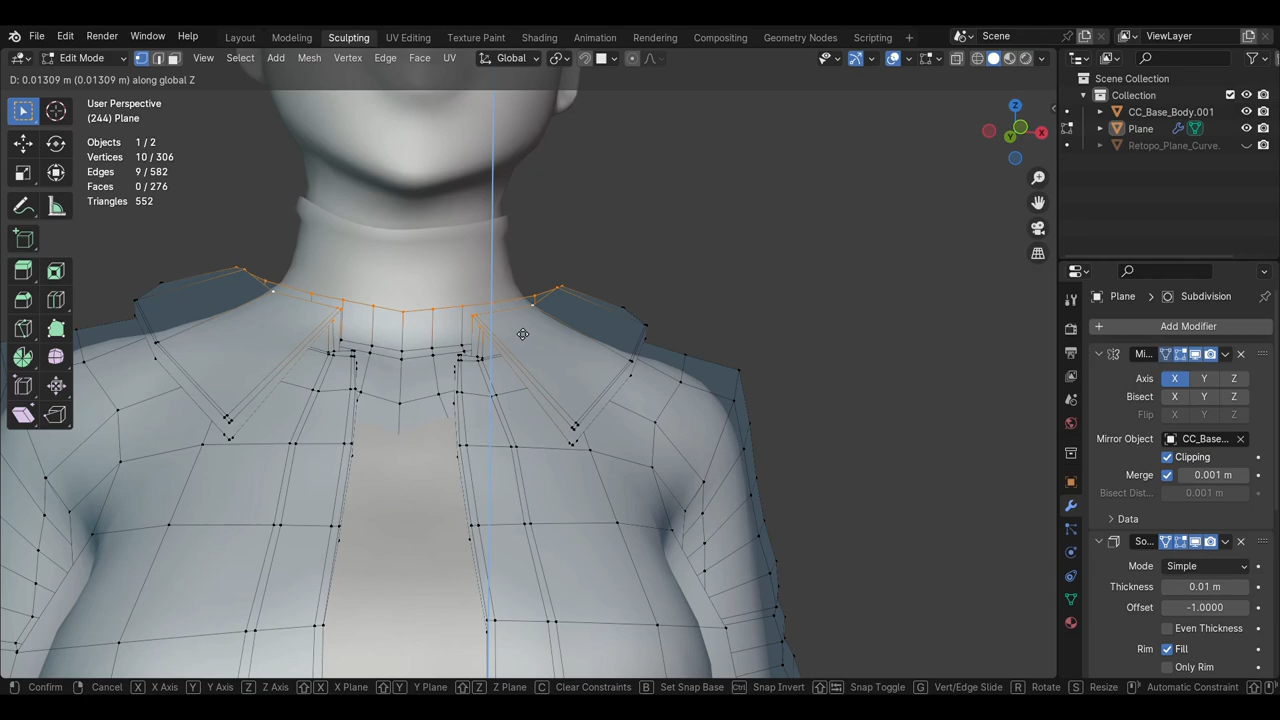 File Edit Render Window Help Layout Modeling Sculpting UV Editing Texture Paint Shading Animation Rendering Compositing Geometry Nodes Scripting Scene ViewLayer
Edit Mode View Select Add Mesh Vertex Edge Face UV Global
D: 0.01309 m (0.01309 m) along global Z
User Perspective
(244) Plane
Objects 1 / 2
Vertices 10 / 306
Edges 9 / 582
Faces 0 / 276
Triangles 552
Z
X
Y
Scene Collection
Collection
CC_Base_Body.001
Plane
Retopo_Plane_Curve.
Plane Subdivision
Add Modifier
Mi...
Axis X Y Z
Bisect X Y Z
Flip X Y Z
Mirror Object CC_Base...
Clipping
Merge 0.001 m
Bisect Dist... 0.001 m
Data
So...
Mode Simple
Thickness 0.01 m
Offset -1.0000
Even Thickness
Rim Fill
Only Rim
Confirm Cancel X X Axis Y Y Axis Z Z Axis X X Plane Y Y Plane Z Z Plane C Clear Constraints B Set Snap Base Ctrl Snap Invert Snap Toggle G Vert/Edge Slide R Rotate S Resize Automatic Constraint